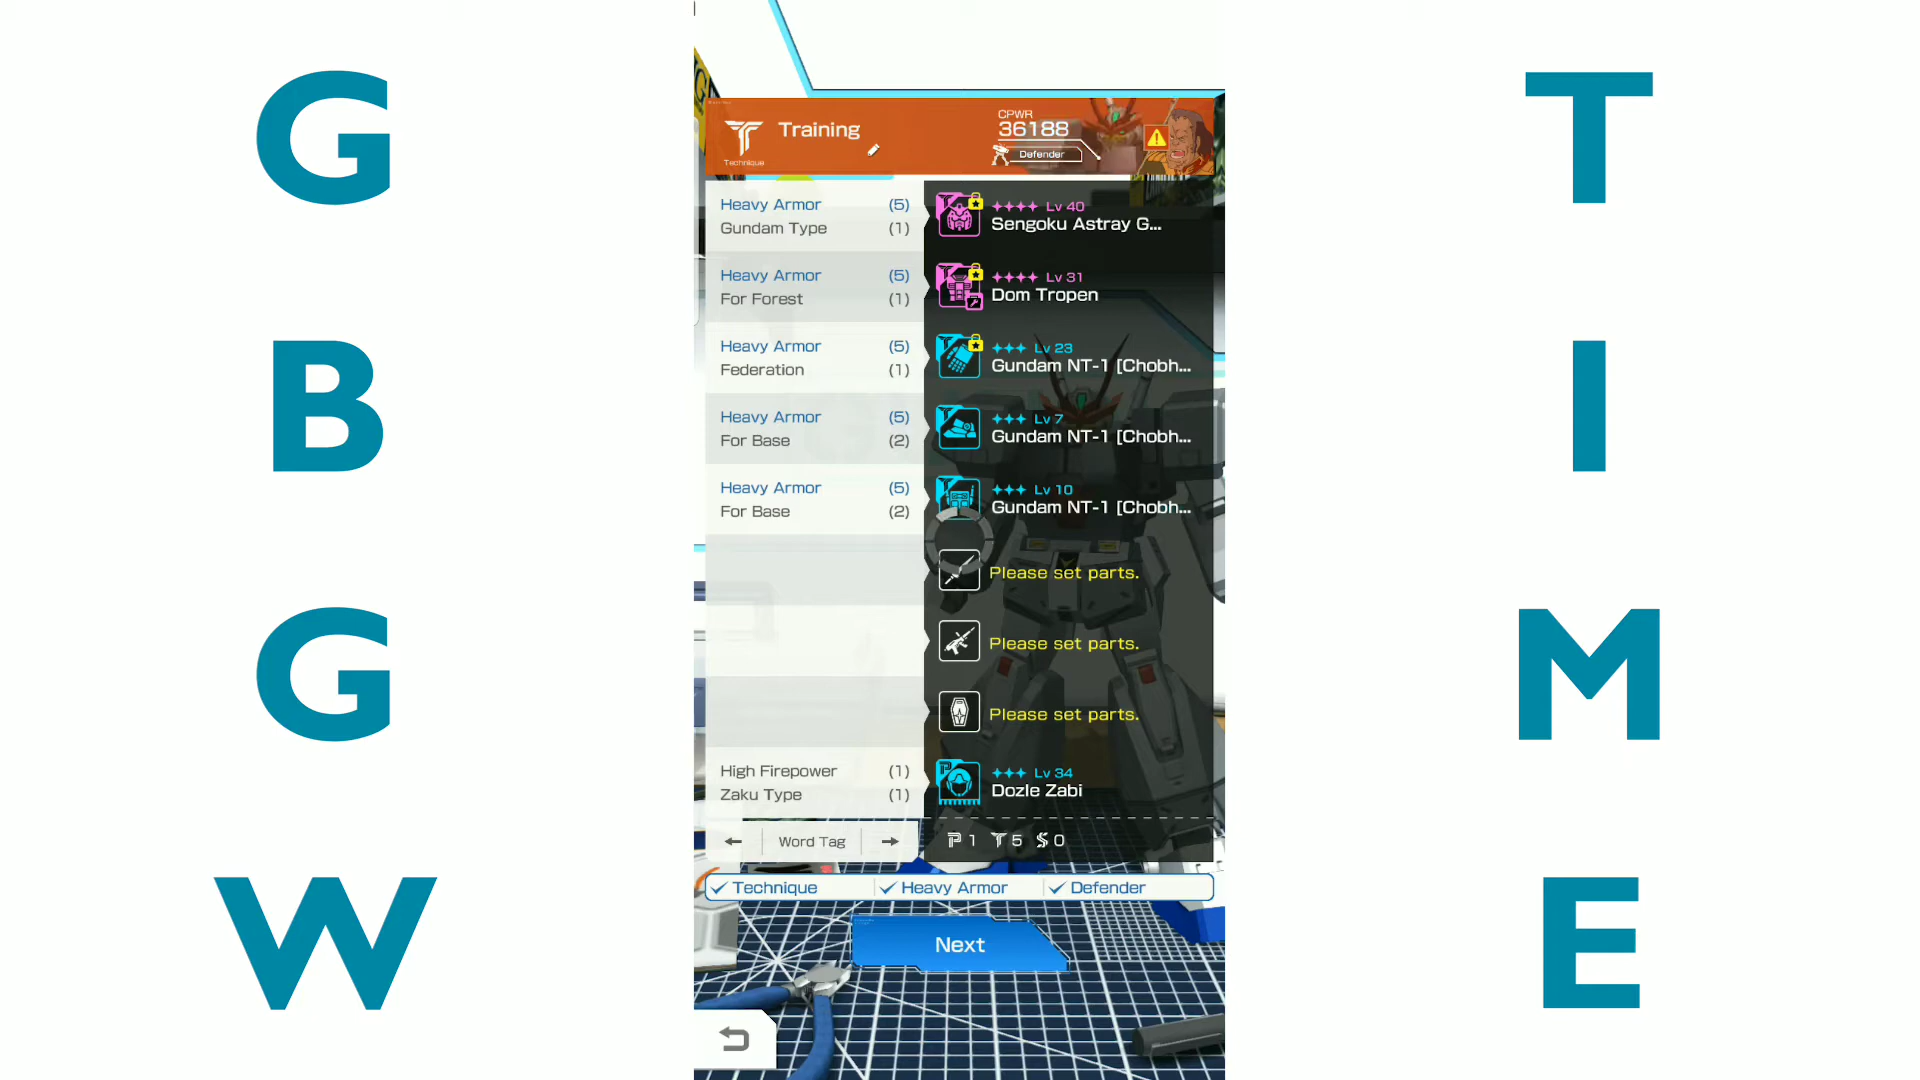 G
B
G
W
Training
Technique
CPWR
36188
Defender
Heavy Armor (5)
Gundam Type (1)
Lv 40
Sengoku Astray G...
Heavy Armor (5)
For Forest (1)
Lv 31
Dom Tropen
Heavy Armor (5)
Federation (1)
Lv 23
Gundam NT-1 [Chobh...
Heavy Armor (5)
For Base (2)
Lv 7
Gundam NT-1 [Chobh...
Heavy Armor (5)
For Base (2)
Lv 10
Gundam NT-1 [Chobh...
Please set parts.
Please set parts.
Please set parts.
High Firepower (1)
Zaku Type (1)
Lv 34
Dozle Zabi
Word Tag
P 1 T 5 S 0
Technique Heavy Armor Defender
Next
T
I
M
E